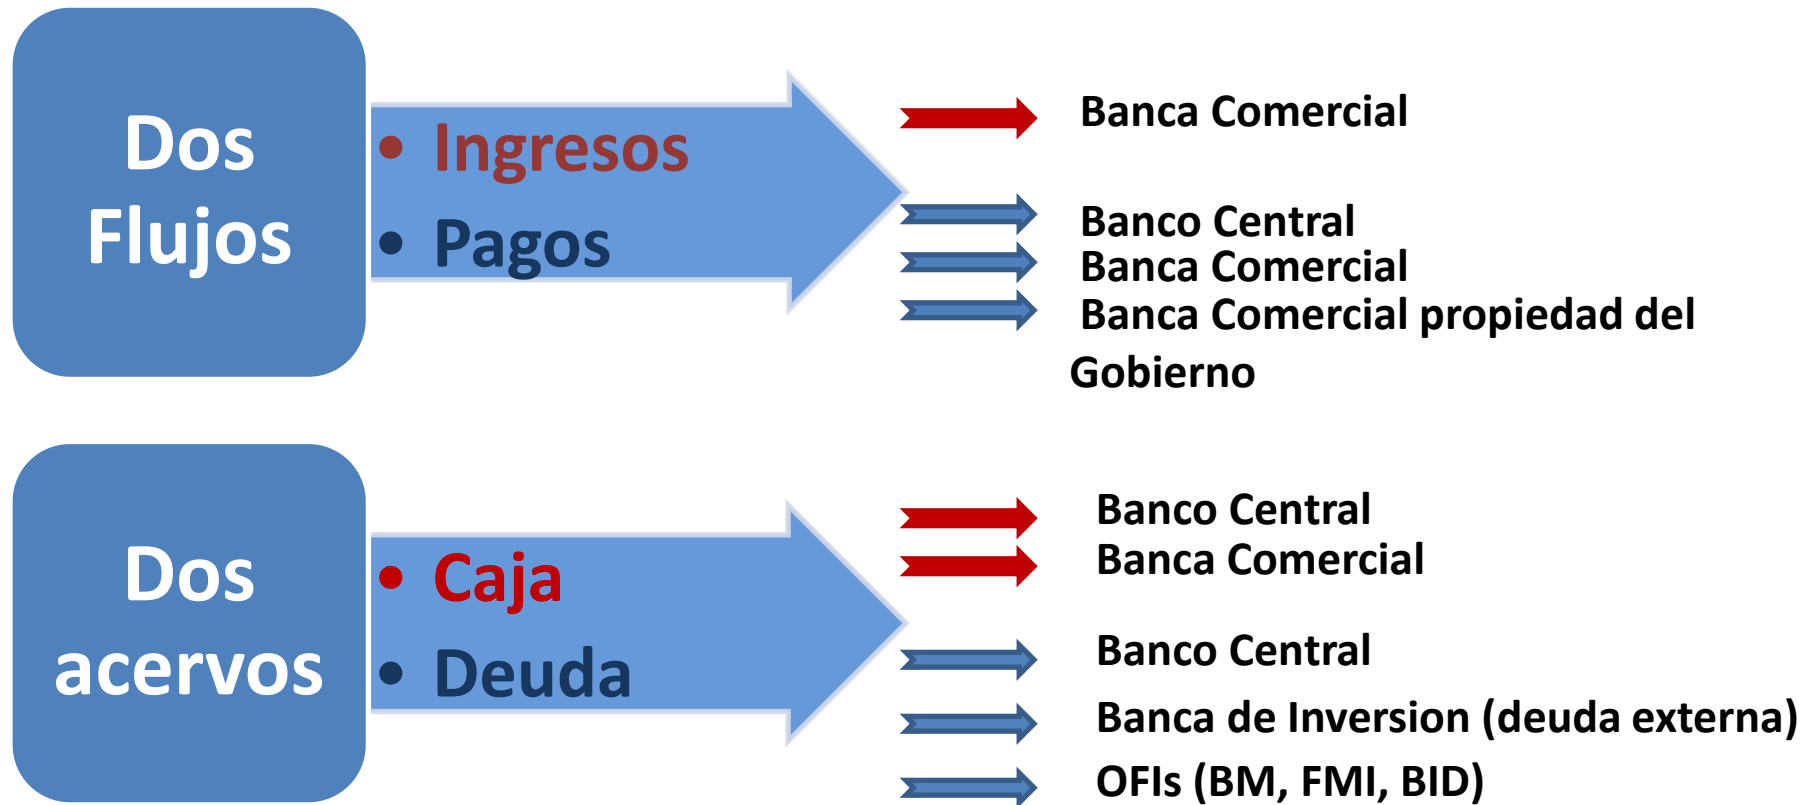 Dos
Flujos
• Ingresos
• Pagos
Banca Comercial
Banco Central
Banca Comercial
Banca Comercial propiedad del
Gobierno
Dos
acervos
• Caja
• Deuda
Banco Central
Banca Comercial
Banco Central
Banca de Inversion (deuda externa)
OFIs (BM, FMI, BID)